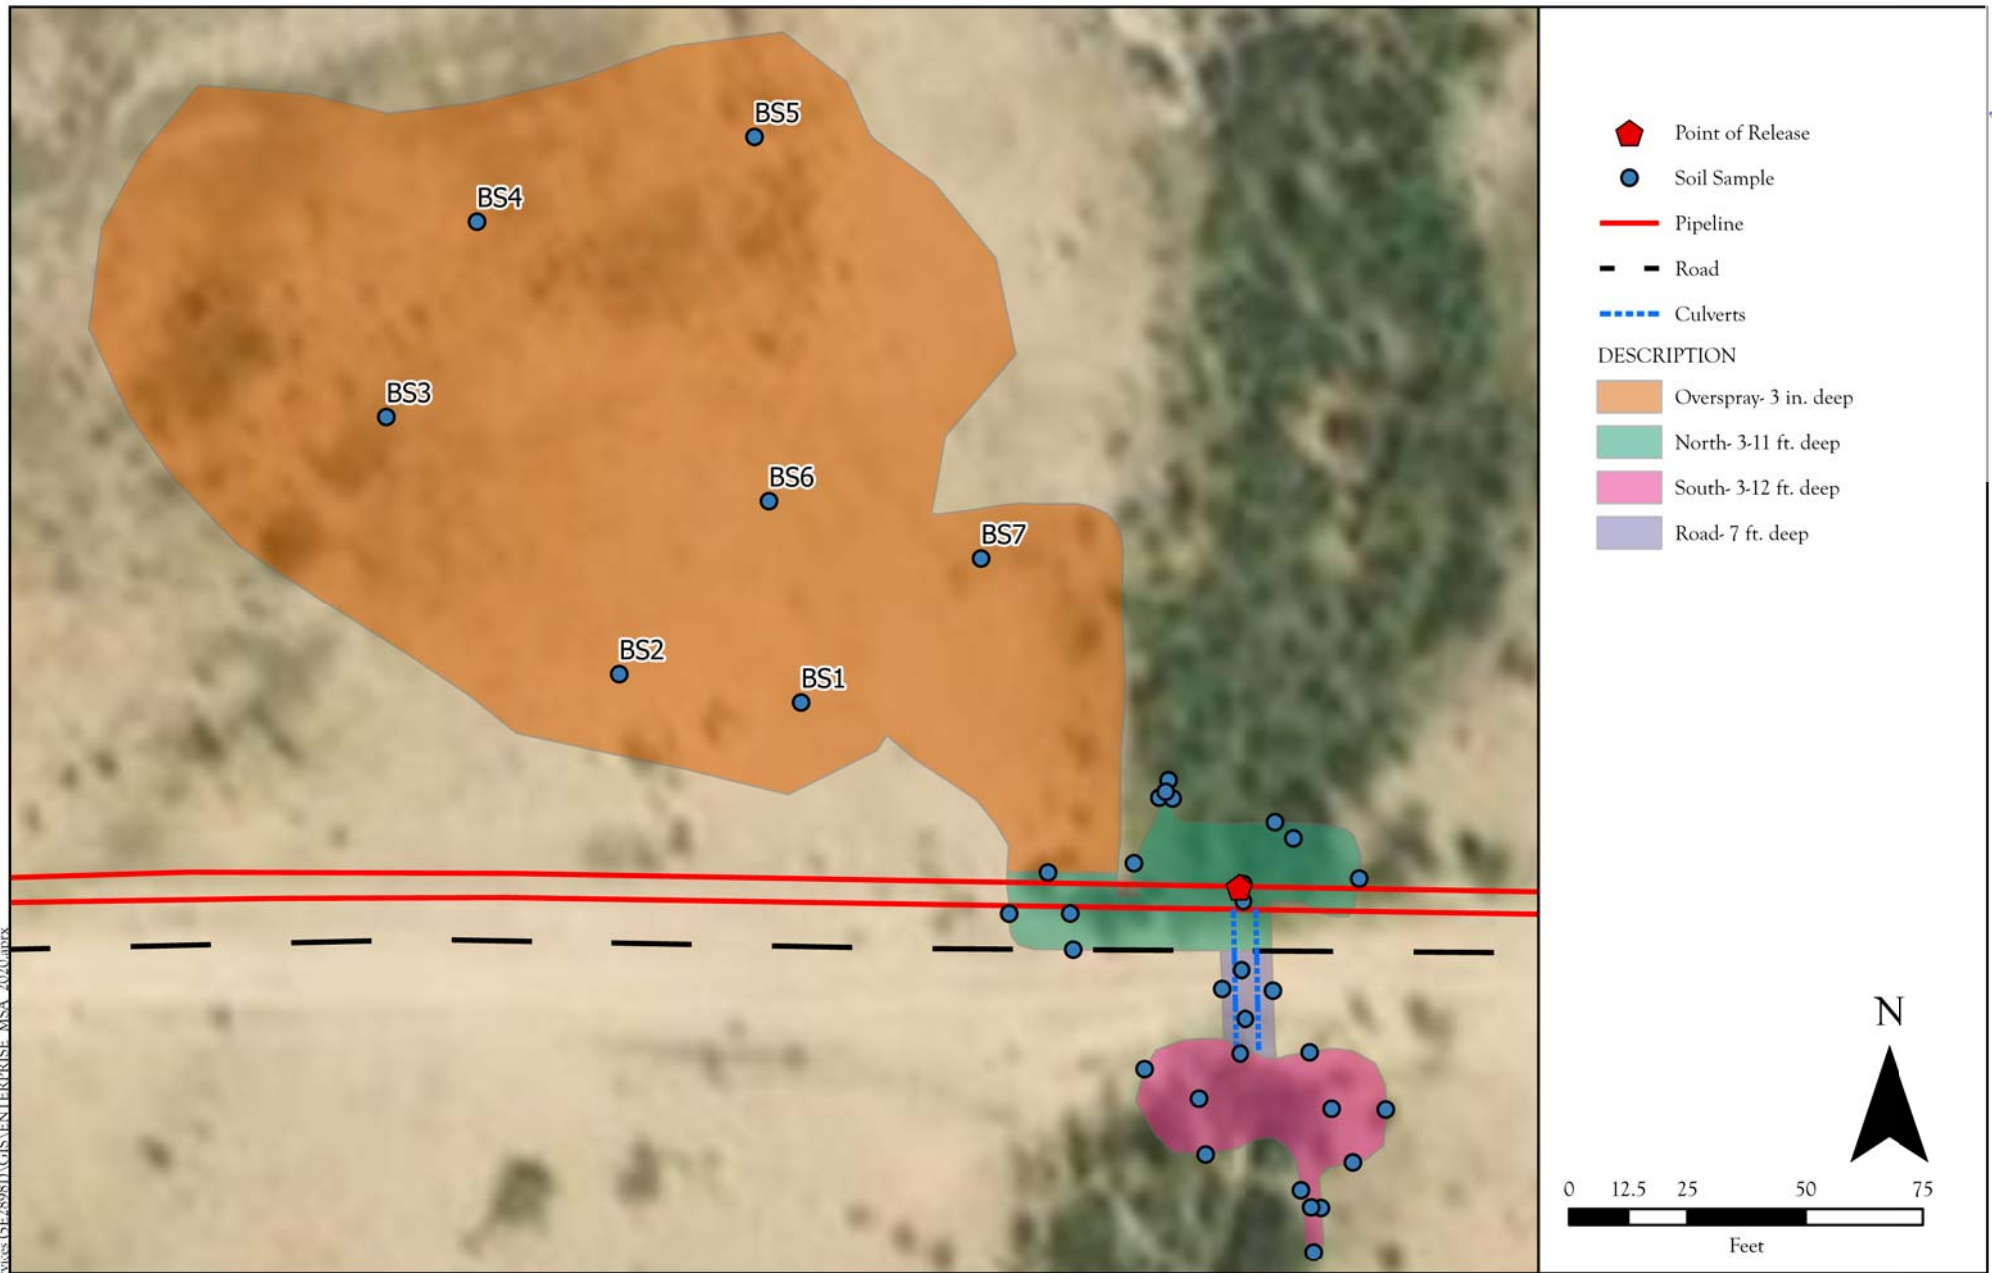 BS5
BS4
BS3
BS6
BS7
BS2
BS1
Point of Release
Soil Sample
Pipeline
Road
Culverts
DESCRIPTION
Overspray- 3 in. deep
North- 3-11 ft. deep
South- 3-12 ft. deep
Road- 7 ft. deep
N
0 12.5 25 50 75
Feet